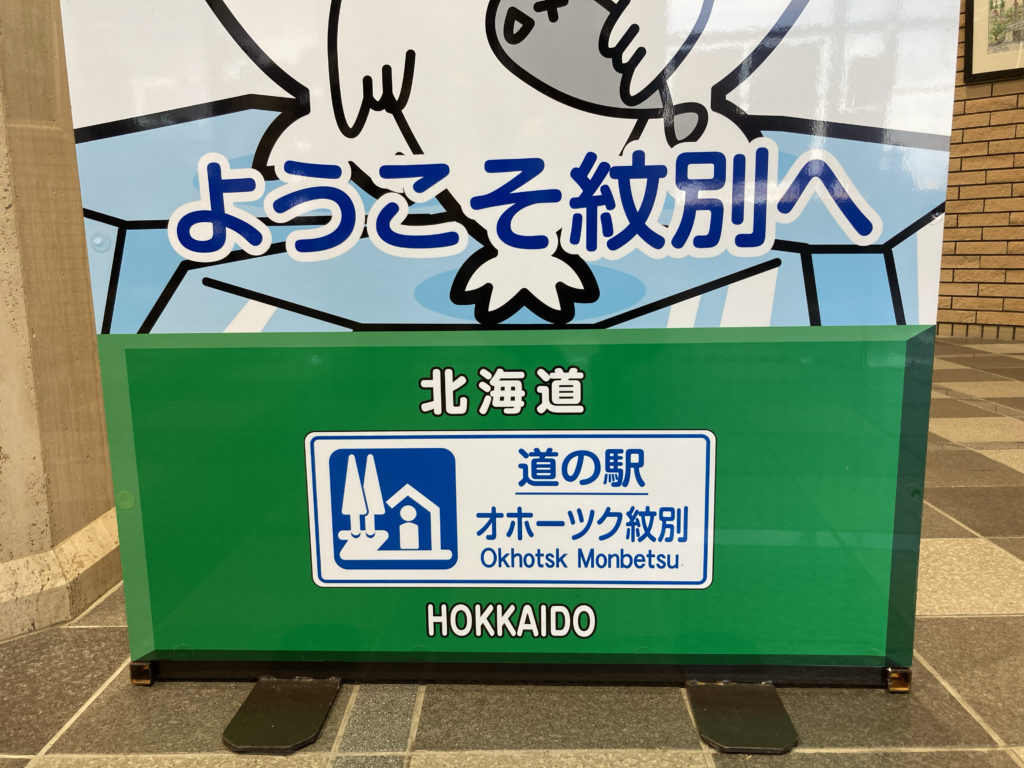 ようこそ紋別へ
北海道
道の駅
オホーツク紋別
Okhotsk Monbetsu
HOKKAIDO